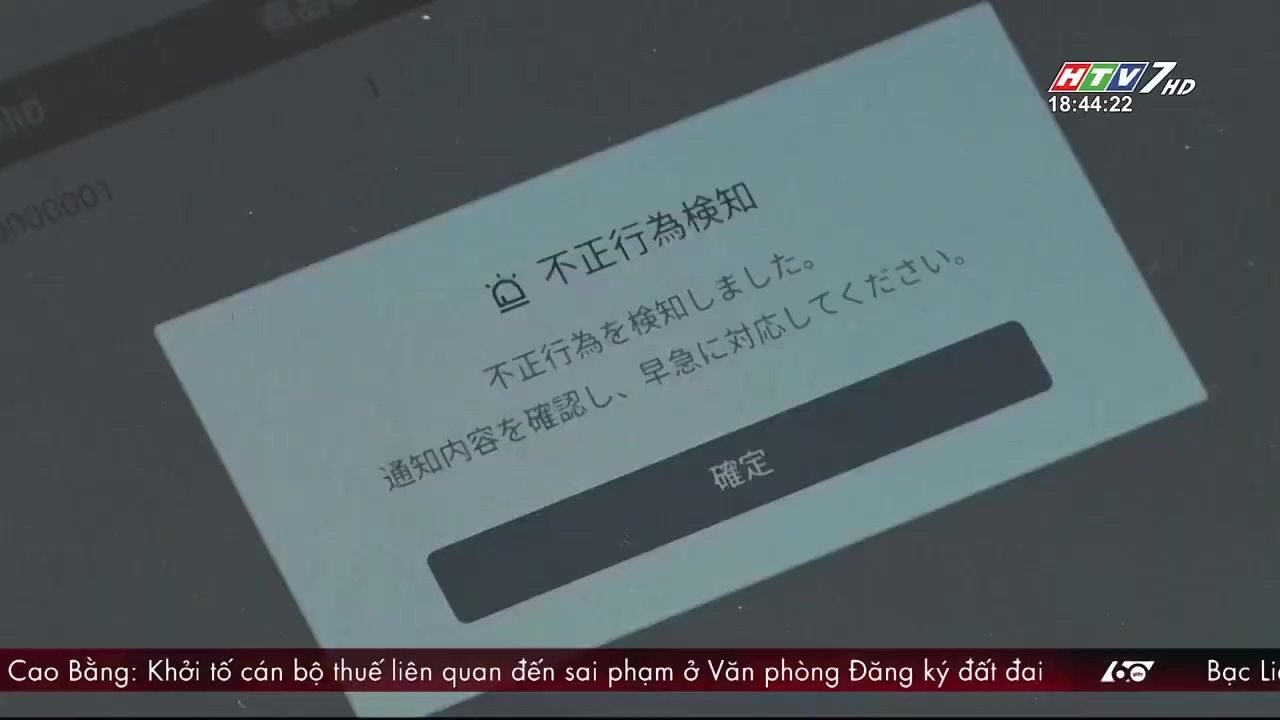 HTV7 HD
18:44:22
不正行為検知
不正行為を検知しました。
通知内容を確認し、早急に対応してください。
確定
Cao Bằng: Khởi tố cán bộ thuế liên quan đến sai phạm ở Văn phòng Đăng ký đất đai
Bạc Li